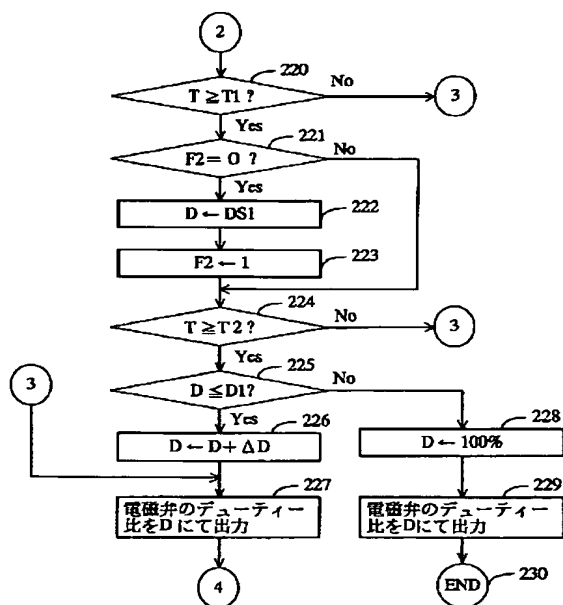 2
220
T ≧ T1 ?
No
3
Yes
221
F2 = 0 ?
No
Yes
222
D ← DS1
223
F2 ← 1
224
T ≧ T2 ?
No
3
Yes
225
3
D ≦ D1?
No
Yes
226
228
D ← D + ΔD
D ← 100%
227
229
電磁弁のデューティー
比をDにて出力
電磁弁のデューティー
比をDにて出力
4
END
230